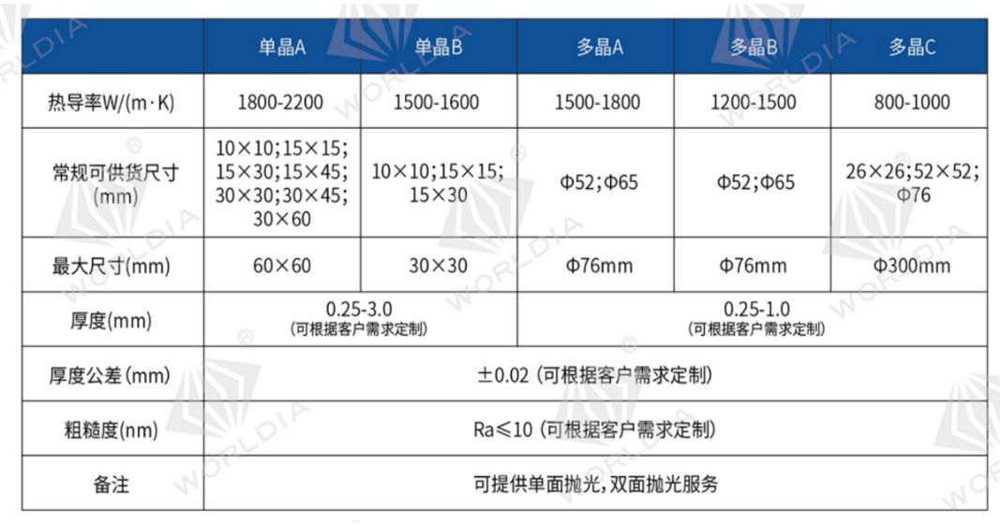 单晶A 单晶B 多晶A 多晶B 多晶C
热导率W/(m·K) 1800-2200 1500-1600 1500-1800 1200-1500 800-1000
常规可供货尺寸
(mm)
10×10;15×15;
15×30;15×45;
30×30;30×45;
30×60
10×10;15×15;
15×30
Φ52;Φ65
Φ52;Φ65
26×26;52×52;
Φ76
最大尺寸(mm) 60×60 30×30 Φ76mm Φ76mm Φ300mm
厚度(mm)
0.25-3.0
(可根据客户需求定制)
0.25-1.0
(可根据客户需求定制)
厚度公差(mm) ±0.02 (可根据客户需求定制)
粗糙度(nm) Ra≤10 (可根据客户需求定制)
备注 可提供单面抛光,双面抛光服务
WORLDIA